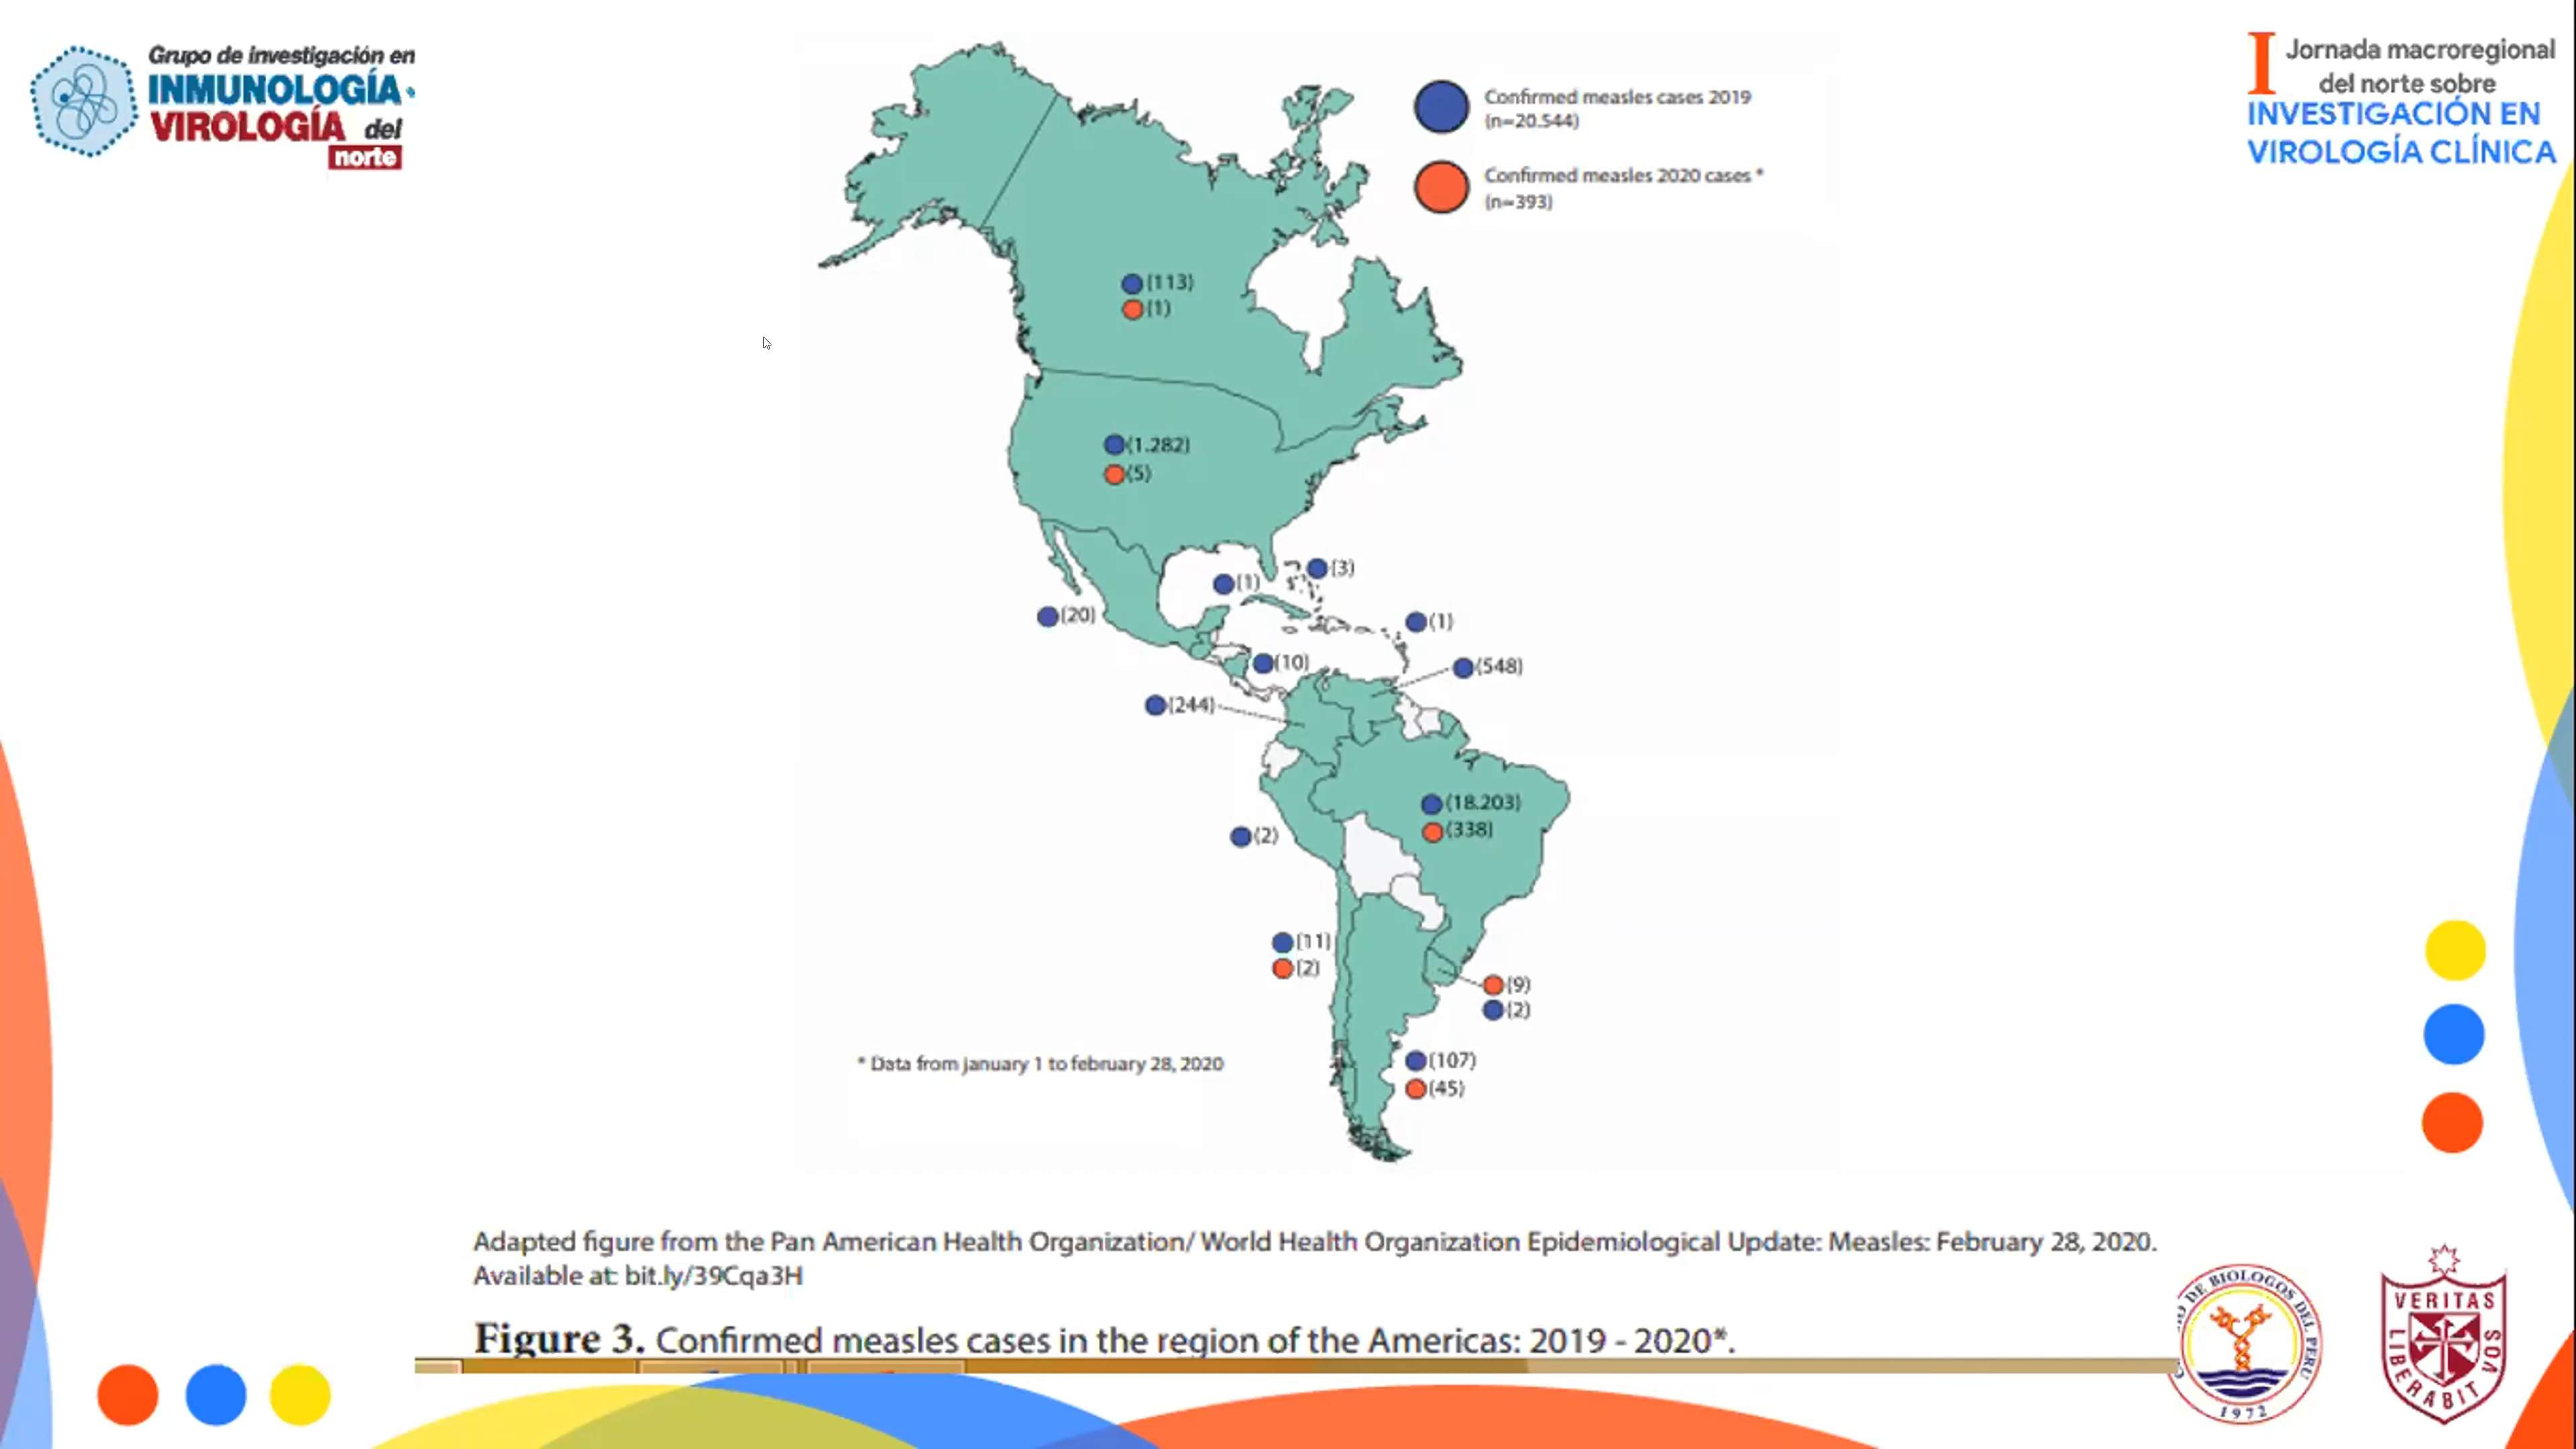 Grupo de investigación en
INMUNOLOGÍA
VIROLOGÍA del
norte
I Jornada macroregional
del norte sobre
INVESTIGACIÓN EN
VIROLOGÍA CLÍNICA
Confirmed measles cases 2019
(n=20.544)
Confirmed measles 2020 cases *
(n=393)
(113)
(1)
(1.282)
(5)
(3)
(1)
(20)
(1)
(10)
(548)
(244)
(18.203)
(338)
(2)
(11)
(2)
(9)
(2)
(107)
(45)
* Data from january 1 to february 28, 2020
Adapted figure from the Pan American Health Organization/ World Health Organization Epidemiological Update: Measles: February 28, 2020.
Available at: bit.ly/39Cqa3H
Figure 3. Confirmed measles cases in the region of the Americas: 2019 - 2020*.
DE BIOLOGOS DEL PERU
1972
VERITAS
LIBERABIT VOS